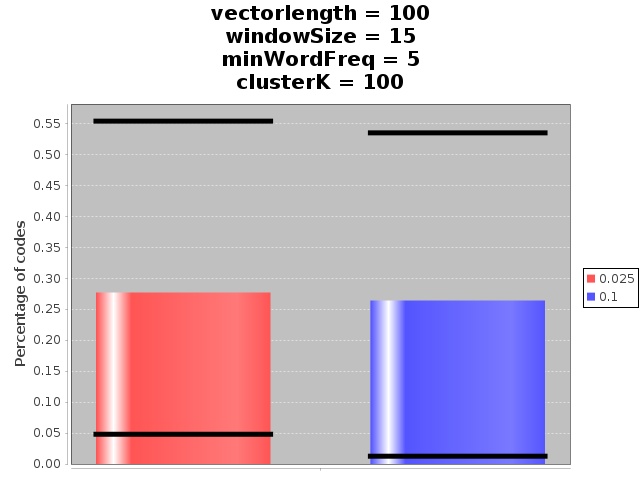 vectorlength = 100
windowSize = 15
minWordFreq = 5
clusterK = 100
Percentage of codes
0.55
0.50
0.45
0.40
0.35
0.30
0.25
0.20
0.15
0.10
0.05
0.00
0.025
0.1